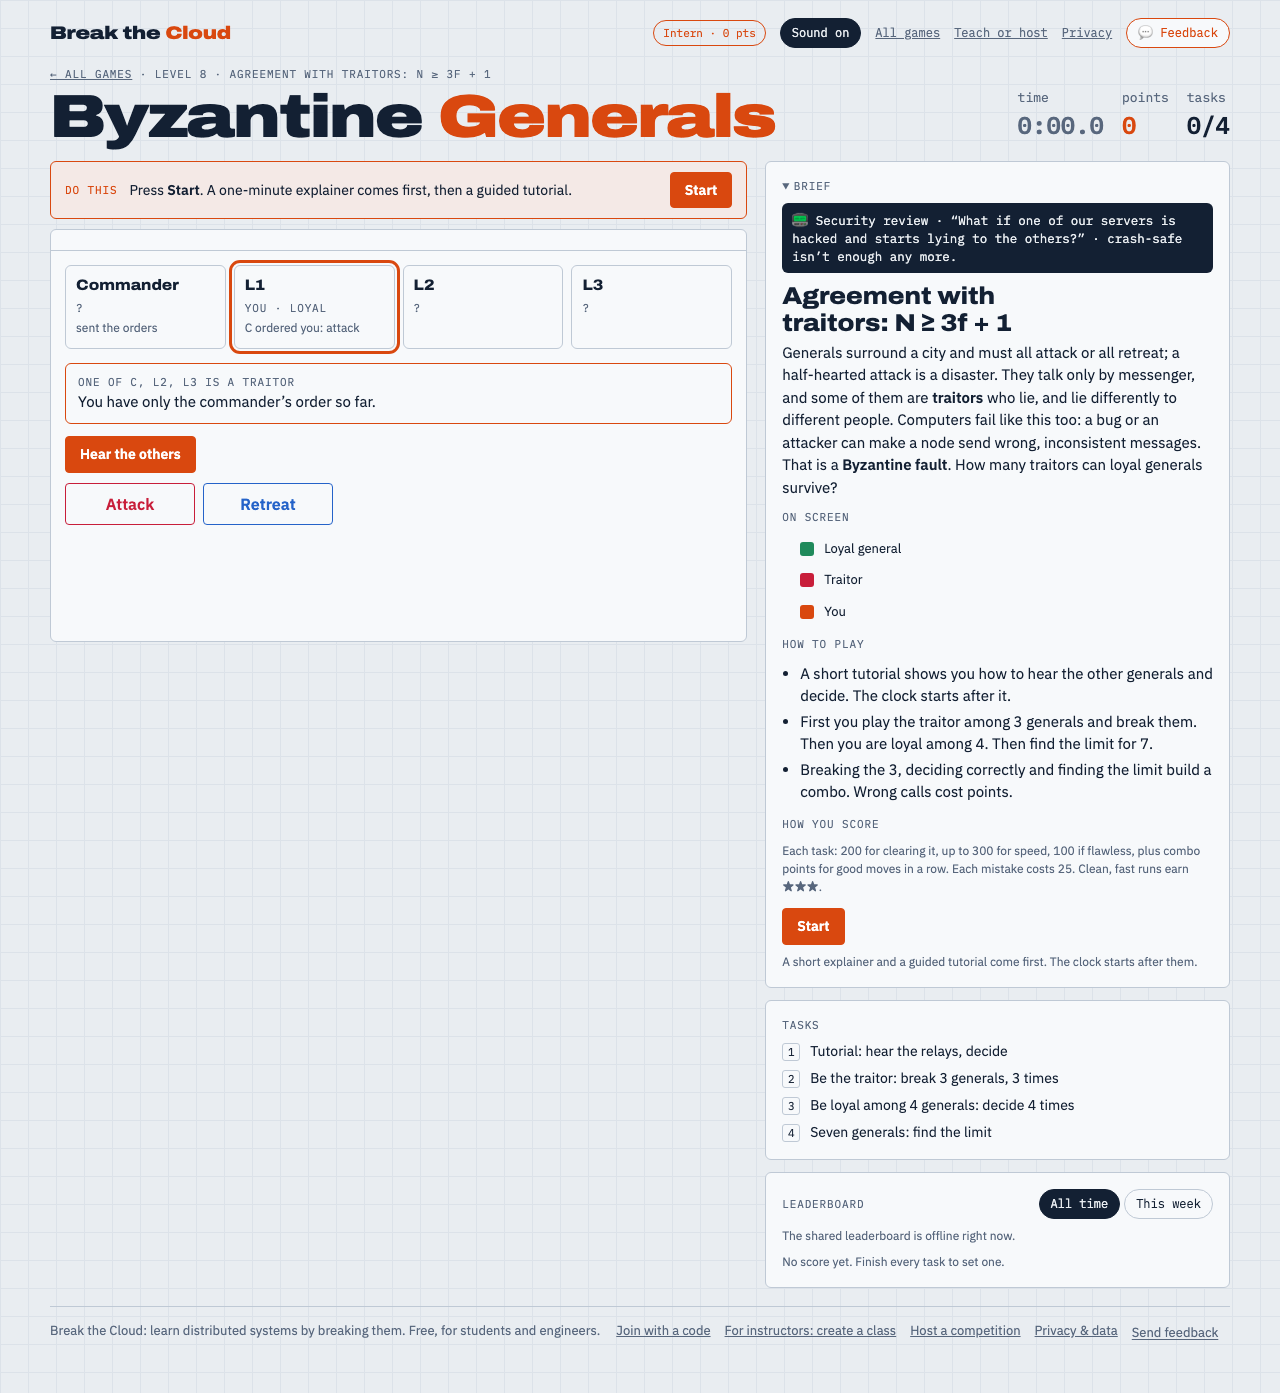 Break the Cloud
Intern · 0 pts
Sound on
All games
Teach or host
Privacy
💬 Feedback
← ALL GAMES · LEVEL 8 · AGREEMENT WITH TRAITORS: N ≥ 3F + 1
Byzantine Generals
time
0:00.0
points
0
tasks
0/4
DO THIS
Press Start. A one-minute explainer comes first, then a guided tutorial.
Start
Commander
?
sent the orders
L1
YOU · LOYAL
C ordered you: attack
L2
?
L3
?
ONE OF C, L2, L3 IS A TRAITOR
You have only the commander’s order so far.
Hear the others
Attack
Retreat
▼ BRIEF
Security review · “What if one of our servers is
hacked and starts lying to the others?” · crash-safe
isn’t enough any more.
Agreement with
traitors: N ≥ 3f + 1
Generals surround a city and must all attack or all retreat; a
half-hearted attack is a disaster. They talk only by messenger,
and some of them are traitors who lie, and lie differently to
different people. Computers fail like this too: a bug or an
attacker can make a node send wrong, inconsistent messages.
That is a Byzantine fault. How many traitors can loyal generals
survive?
ON SCREEN
Loyal general
Traitor
You
HOW TO PLAY
• A short tutorial shows you how to hear the other generals and
decide. The clock starts after it.
• First you play the traitor among 3 generals and break them.
Then you are loyal among 4. Then find the limit for 7.
• Breaking the 3, deciding correctly and finding the limit build a
combo. Wrong calls cost points.
HOW YOU SCORE
Each task: 200 for clearing it, up to 300 for speed, 100 if flawless, plus combo
points for good moves in a row. Each mistake costs 25. Clean, fast runs earn
★★★.
Start
A short explainer and a guided tutorial come first. The clock starts after them.
TASKS
1 Tutorial: hear the relays, decide
2 Be the traitor: break 3 generals, 3 times
3 Be loyal among 4 generals: decide 4 times
4 Seven generals: find the limit
LEADERBOARD
All time
This week
The shared leaderboard is offline right now.
No score yet. Finish every task to set one.
Break the Cloud: learn distributed systems by breaking them. Free, for students and engineers.
Join with a code
For instructors: create a class
Host a competition
Privacy & data
Send feedback